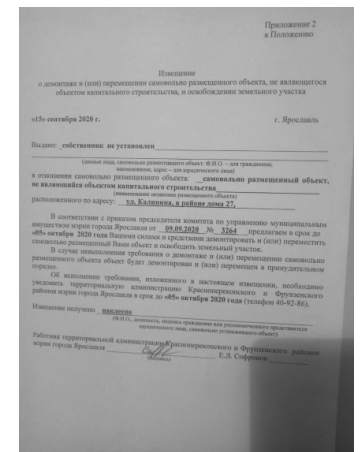 Приложение 2
к Положению
Извещение
о демонтаже и (или) перемещении самовольно размещенного объекта, не являющегося
объектом капитального строительства, и освобождении земельного участка
«15» сентября 2020 г. г. Ярославль
Выдано: собственник не установлен
(данные лица, самовольно разместившего объект: Ф.И.О. – для гражданина;
наименование, адрес – для юридического лица)
в отношении самовольно размещенный объекта: самовольно размещенный объект,
не являющийся объектом капитального строительства
(наименование незаконно размещенного объекта)
расположенного по адресу: ул. Калинина, в районе дома 27,
В соответствии с приказом председателя комитета по управлению муниципальным
имуществом мэрии города Ярославля от 09.09.2020 № 3264 предлагаем в срок до
«05» октября 2020 года Вашими силами и средствами демонтировать и (или) переместить
самовольно размещенный Вами объект и освободить земельный участок.
В случае невыполнения требования о демонтаже и (или) перемещении самовольно
размещенного объекта объект будет демонтирован и (или) перемещен в принудительном
порядке.
Об исполнении требования, изложенного в настоящем извещении, необходимо
уведомить территориальную администрацию Красноперекопского и Фрунзенского
районов мэрии города Ярославля в срок до «05» октября 2020 года (телефон 40-92-86).
Извещение получено наклеено
(Ф.И.О., должность, подпись гражданина или уполномоченного представителя
юридического лица, самовольно установившего объект)
Работник территориальной администрации Красноперекопского и Фрунзенского районов
мэрии города Ярославля Е.Л. Софронов
(подпись)